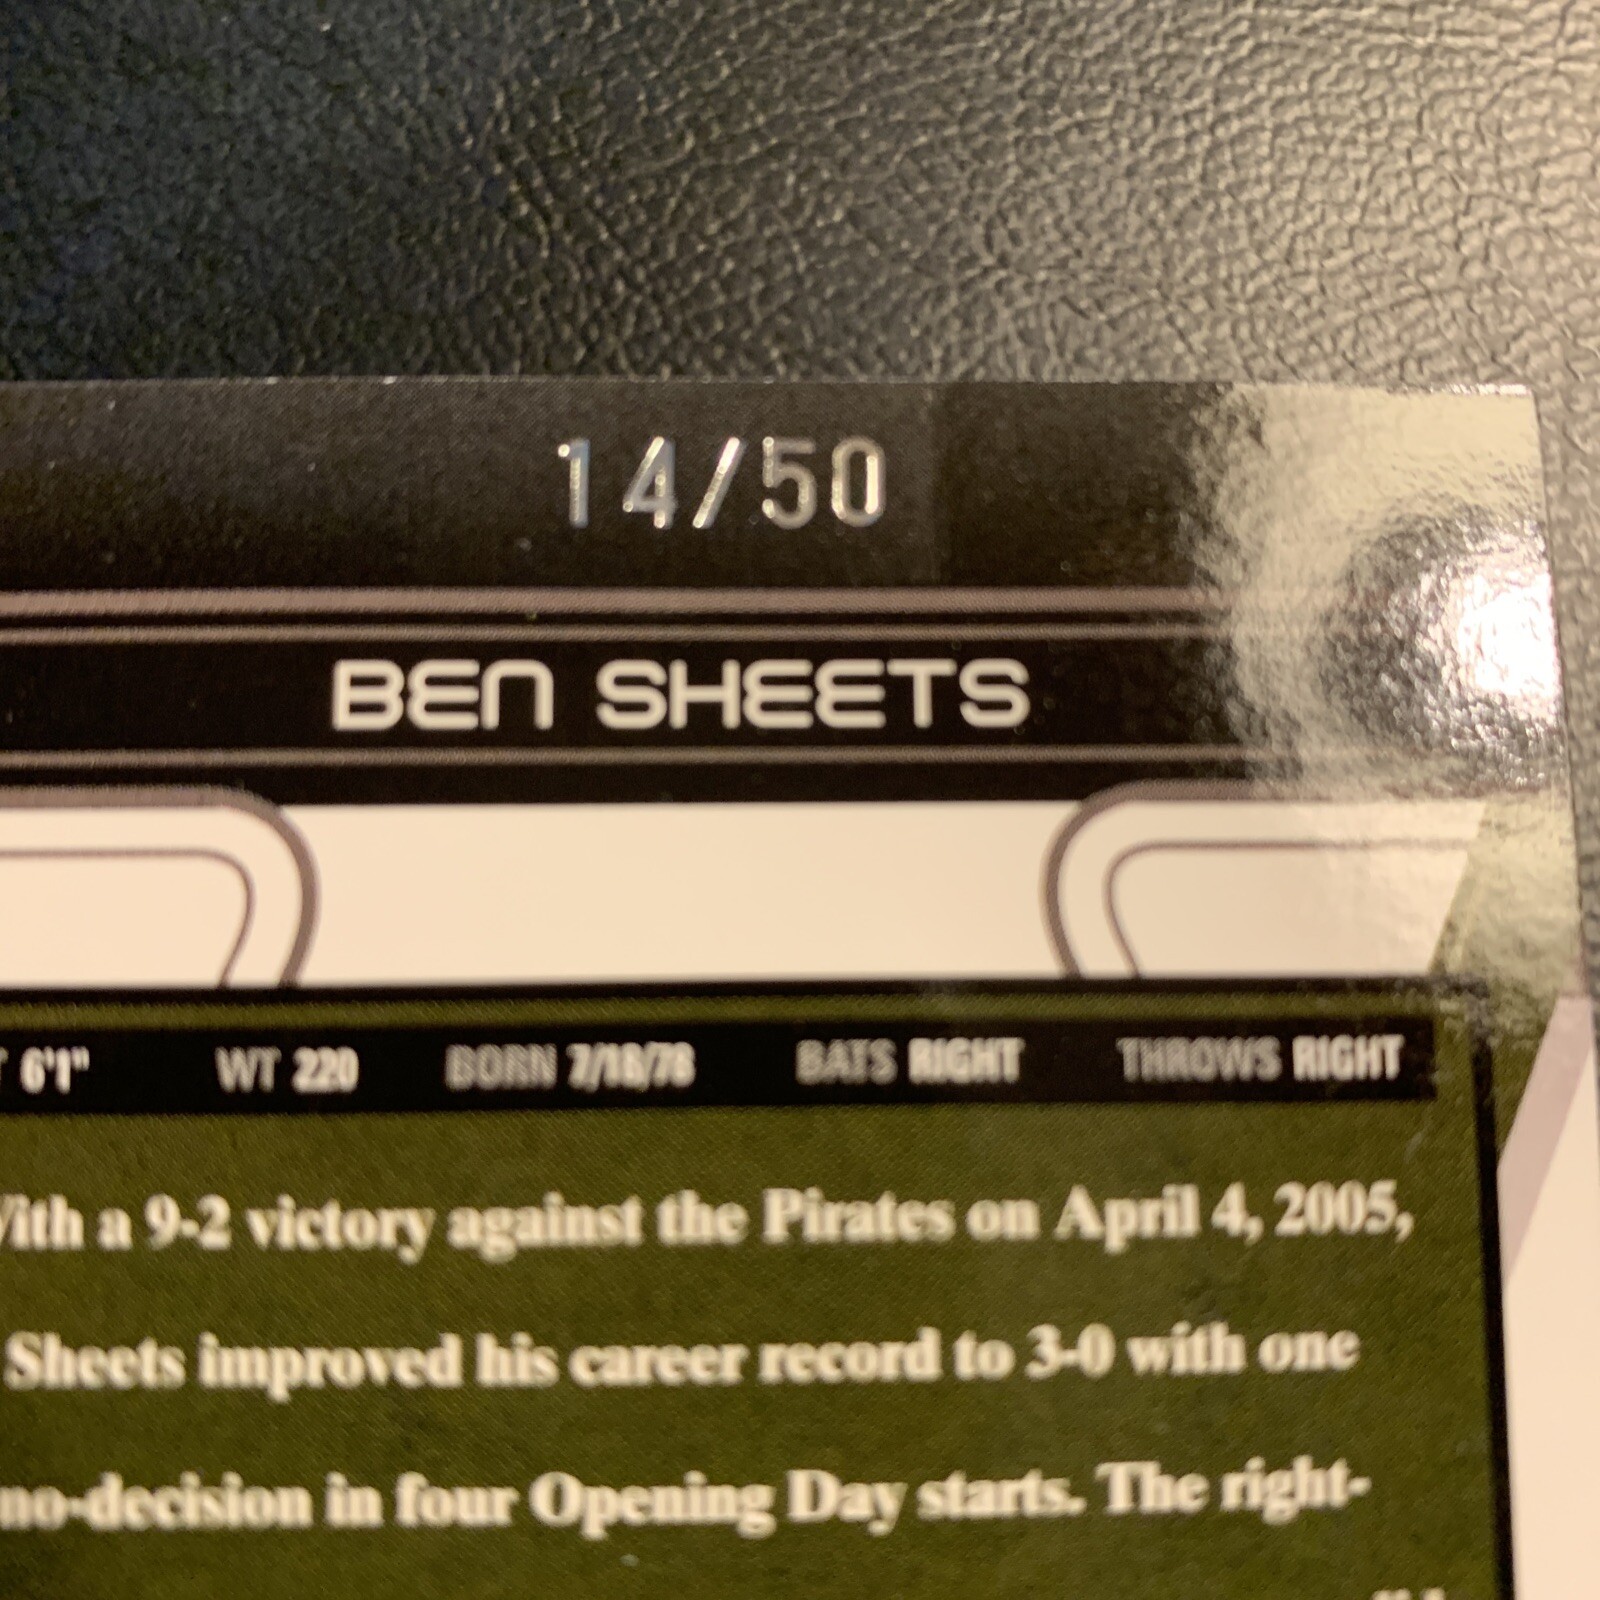 14/50
BEN SHEETS
6'1" WT 220 BORN 7/18/78 BATS RIGHT THROWS RIGHT
With a 9-2 victory against the Pirates on April 4, 2005,
Sheets improved his career record to 3-0 with one
no-decision in four Opening Day starts. The right-